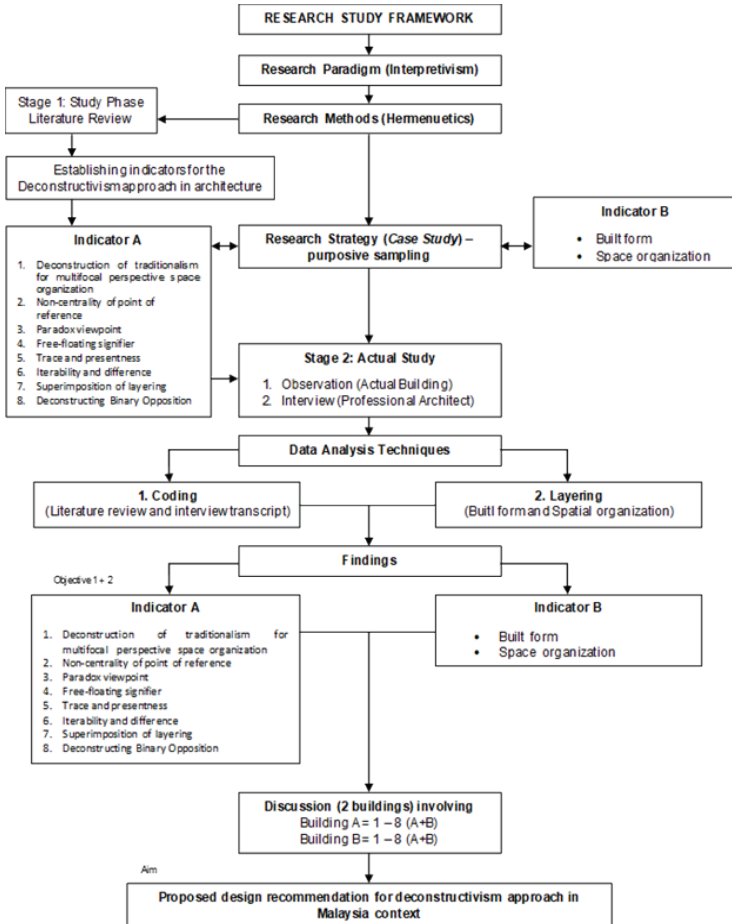 RESEARCH STUDY FRAMEWORK
Research Paradigm (Interpretivism)
Stage 1: Study Phase
Literature Review
Research Methods (Hermenuetics)
Establishing indicators for the
Deconstructivism approach in architecture
Indicator A
1. Deconstruction of traditionalism
for multifocal perspective space
organization
2. Non-centrality of point of
reference
3. Paradox viewpoint
4. Free-floating signifier
5. Trace and presentness
6. Iterability and difference
7. Superimposition of layering
8. Deconstructing Binary Opposition
Research Strategy (Case Study) –
purposive sampling
Indicator B
• Built form
• Space organization
Stage 2: Actual Study
1. Observation (Actual Building)
2. Interview (Professional Architect)
Data Analysis Techniques
1. Coding
(Literature review and interview transcript)
2. Layering
(Buitl form and Spatial organization)
Findings
Objective 1 + 2
Indicator A
1. Deconstruction of traditionalism for
multifocal perspective space organization
2. Non-centrality of point of reference
3. Paradox viewpoint
4. Free-floating signifier
5. Trace and presentness
6. Iterability and difference
7. Superimposition of layering
8. Deconstructing Binary Opposition
Indicator B
• Built form
• Space organization
Discussion (2 buildings) involving
Building A= 1 – 8 (A+B)
Building B= 1 – 8 (A+B)
Aim
Proposed design recommendation for deconstructivism approach in
Malaysia context